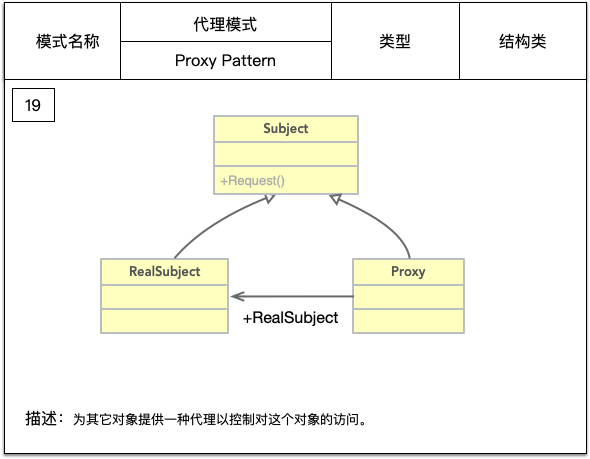 模式名称
代理模式
Proxy Pattern
类型
结构类
19
Subject
+Request()
RealSubject
Proxy
+RealSubject
描述：为其它对象提供一种代理以控制对这个对象的访问。